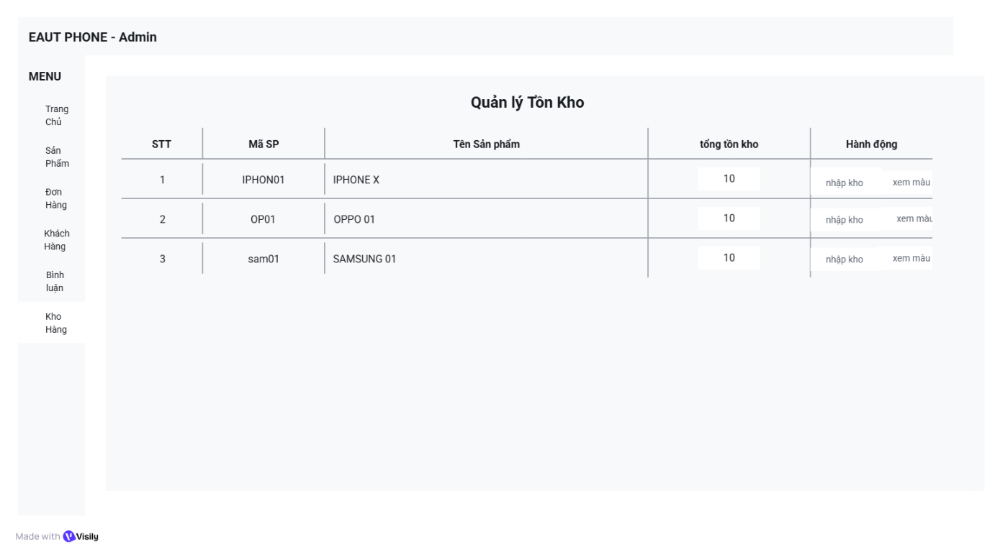 EAUT PHONE - Admin
MENU
Trang
Chủ
Sản
Phẩm
Đơn
Hàng
Khách
Hàng
Bình
luận
Kho
Hàng
Quản lý Tồn Kho
STT Mã SP Tên Sản phẩm tổng tồn kho Hành động
1 IPHON01 IPHONE X 10 nhập kho xem màu
2 OP01 OPPO 01 10 nhập kho xem màu
3 sam01 SAMSUNG 01 10 nhập kho xem màu
Made with Visily